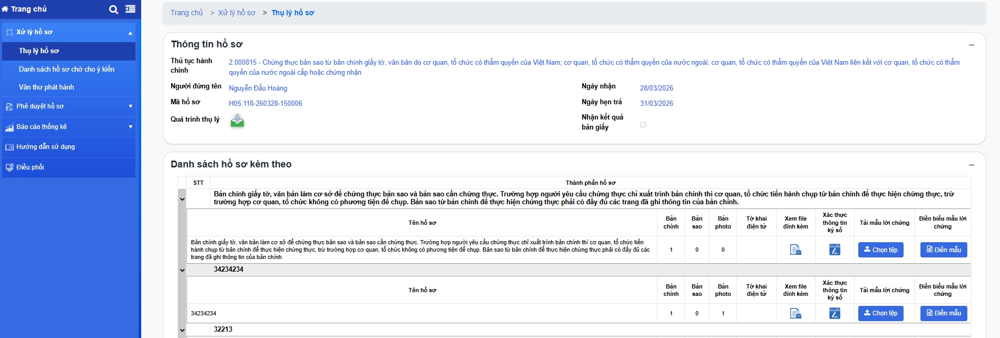 Trang chủ
Xử lý hồ sơ
Thụ lý hồ sơ
Danh sách hồ sơ chờ cho ý kiến
Văn thư phát hành
Phê duyệt hồ sơ
Báo cáo thống kê
Hướng dẫn sử dụng
Điều phối
Trang chủ > Xử lý hồ sơ > Thụ lý hồ sơ
Thông tin hồ sơ
Thủ tục hành chính
2.000815 - Chứng thực bản sao từ bản chính giấy tờ, văn bản do cơ quan, tổ chức có thẩm quyền của Việt Nam; cơ quan, tổ chức có thẩm quyền của nước ngoài; cơ quan, tổ chức có thẩm quyền của Việt Nam liên kết với cơ quan, tổ chức có thẩm
quyền của nước ngoài cấp hoặc chứng nhận
Người đứng tên Nguyễn Đẩu Hoàng Ngày nhận 28/03/2026
Mã hồ sơ H05.118-260328-150006 Ngày hẹn trả 31/03/2026
Quá trình thụ lý
Nhận kết quả
bản giấy
Danh sách hồ sơ kèm theo
STT Thành phần hồ sơ
Bản chính giấy tờ, văn bản làm cơ sở để chứng thực bản sao và bản sao cần chứng thực. Trường hợp người yêu cầu chứng thực chỉ xuất trình bản chính thì cơ quan, tổ chức tiến hành chụp từ bản chính để thực hiện chứng thực, trừ
trường hợp cơ quan, tổ chức không có phương tiện để chụp. Bản sao từ bản chính để thực hiện chứng thực phải có đầy đủ các trang đã ghi thông tin của bản chính.
Tên hồ sơ
Bản chính
Bản sao
Bản photo
Tờ khai điện tử
Xem file đính kèm
Xác thực thông tin ký số
Tải mẫu lời chứng
Điền biểu mẫu lời chứng
Bản chính giấy tờ, văn bản làm cơ sở để chứng thực bản sao và bản sao cần chứng thực. Trường hợp người yêu cầu chứng thực chỉ xuất trình bản chính thì cơ quan, tổ chức tiến
hành chụp từ bản chính để thực hiện chứng thực, trừ trường hợp cơ quan, tổ chức không có phương tiện để chụp. Bản sao từ bản chính để thực hiện chứng thực phải có đầy đủ các
trang đã ghi thông tin của bản chính.
1 0 0 Chọn tệp Điền mẫu
34234234
Tên hồ sơ
Bản chính
Bản sao
Bản photo
Tờ khai điện tử
Xem file đính kèm
Xác thực thông tin ký số
Tải mẫu lời chứng
Điền biểu mẫu lời chứng
34234234 1 0 1 Chọn tệp Điền mẫu
32213